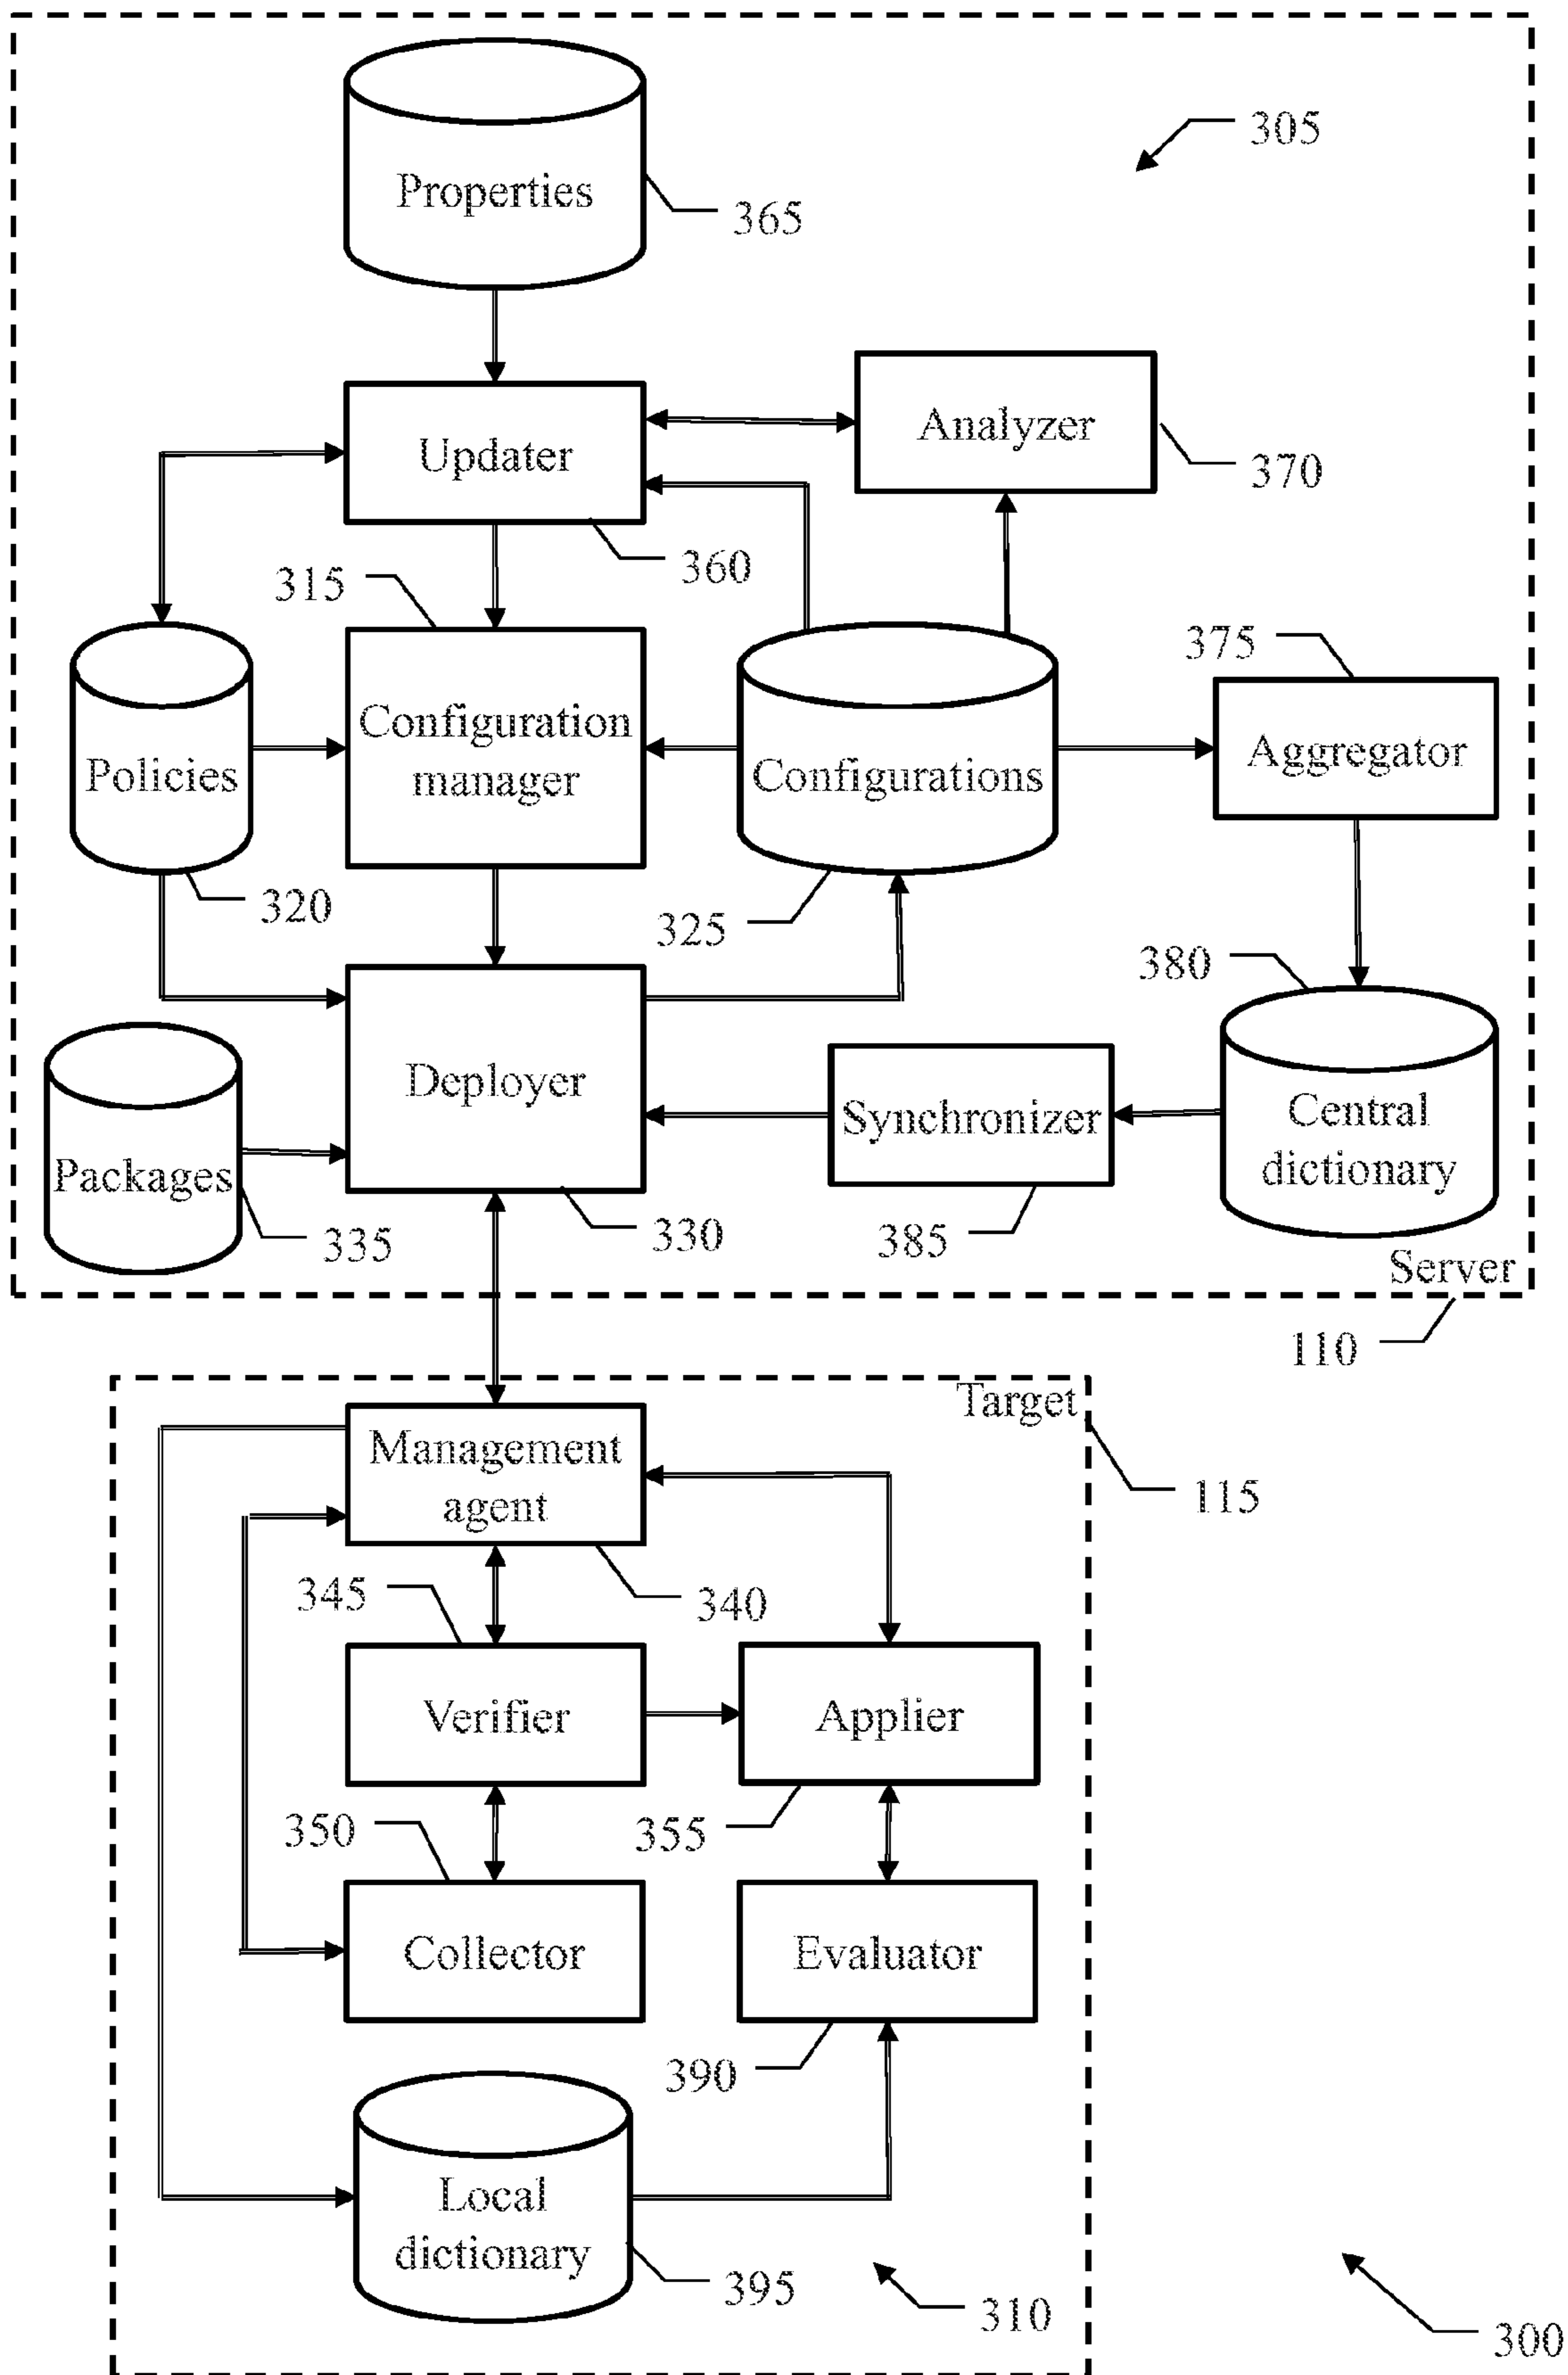 305
Properties
365
Analyzer
Updater
370
360
315
375
Configuration
manager
Aggregator
Policies
Configurations
320
325
380
Deployer
Synchronizer
Central
dictionary
Packages
335
330
385
Server
110
Target
Management
agent
115
345
340
Verifier
Applier
350
355
Collector
Evaluator
390
Local
dictionary
395
310
300